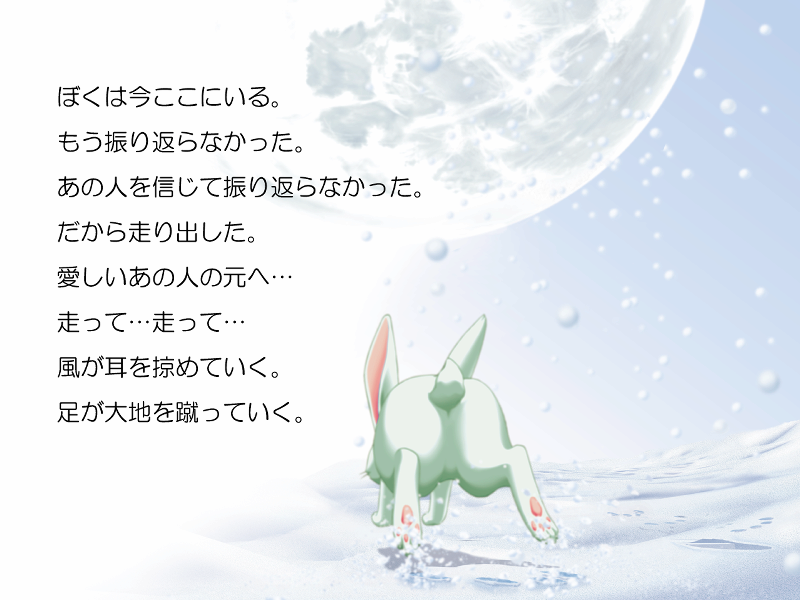 ぼくは今ここにいる。
もう振り返らなかった。
あの人を信じて振り返らなかった。
だから走り出した。
愛しいあの人の元へ…
走って…走って…
風が耳を掠めていく。
足が大地を蹴っていく。